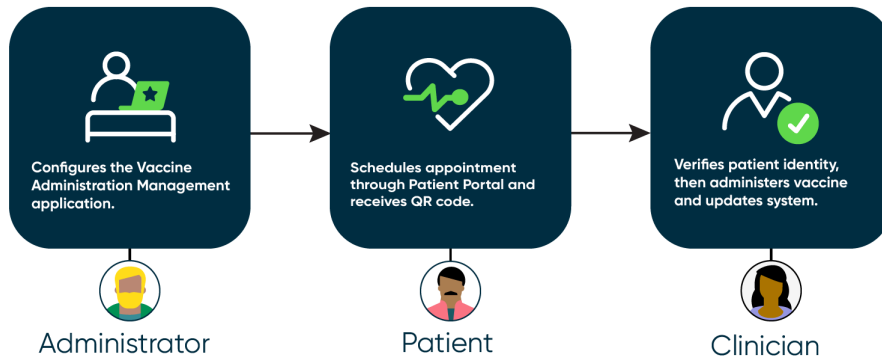 Configures the Vaccine
Administration Management
application.
Schedules appointment
through Patient Portal and
receives QR code.
Verifies patient identity,
then administers vaccine
and updates system.
Administrator
Patient
Clinician